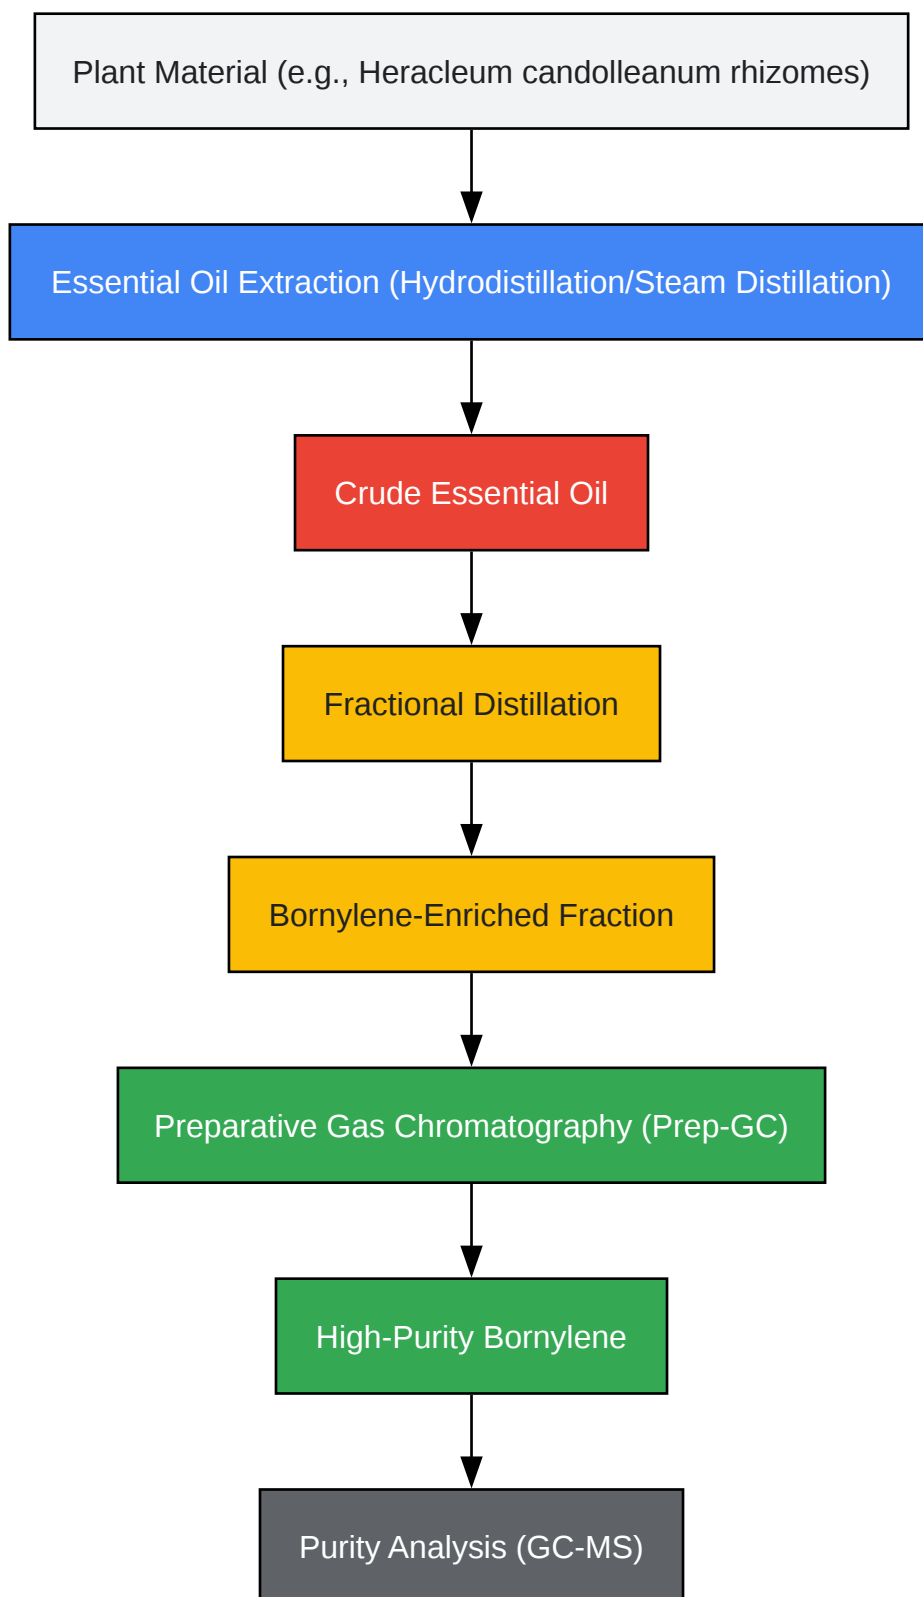 Plant Material (e.g., Heracleum candolleanum rhizomes)
Essential Oil Extraction (Hydrodistillation/Steam Distillation)
Crude Essential Oil
Fractional Distillation
Bornylene-Enriched Fraction
Preparative Gas Chromatography (Prep-GC)
High-Purity Bornylene
Purity Analysis (GC-MS)